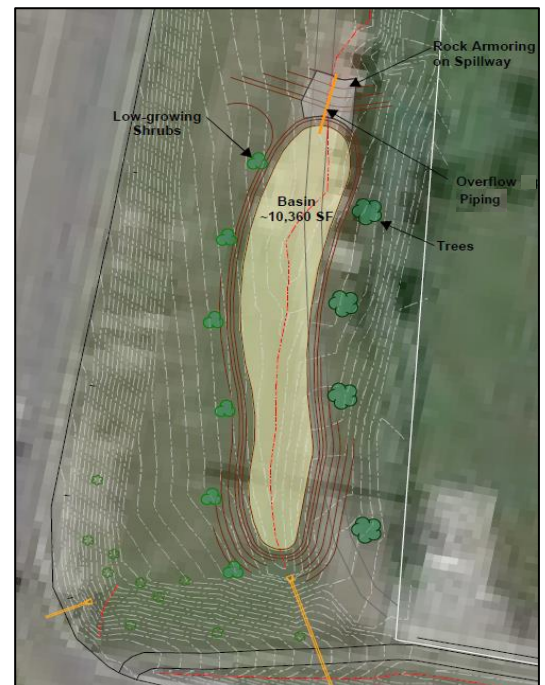 Rock Armoring
on Spillway
Low-growing
Shrubs
Basin
~10,360 SF
Overflow
Piping
Trees